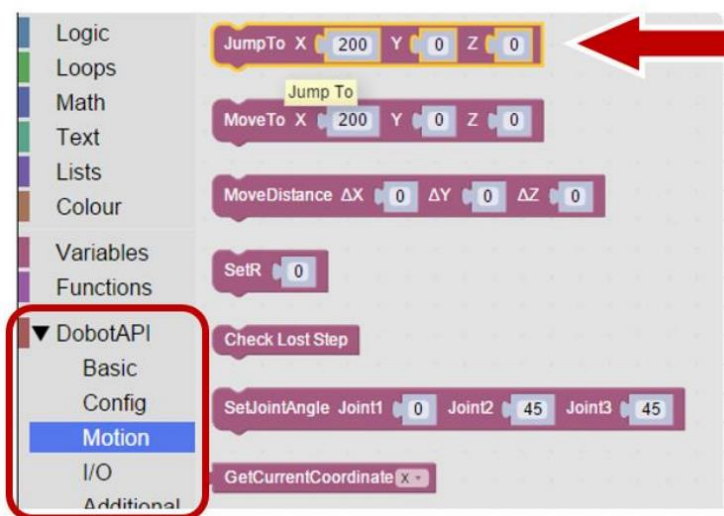 Logic
Loops
Math
Text
Lists
Colour
Variables
Functions
▼ DobotAPI
Basic
Config
Motion
I/O
Additional
JumpTo X 200 Y 0 Z 0
Jump To
MoveTo X 200 Y 0 Z 0
MoveDistance ΔX 0 ΔY 0 ΔZ 0
SetR 0
Check Lost Step
SetJointAngle Joint1 0 Joint2 45 Joint3 45
GetCurrentCoordinate X